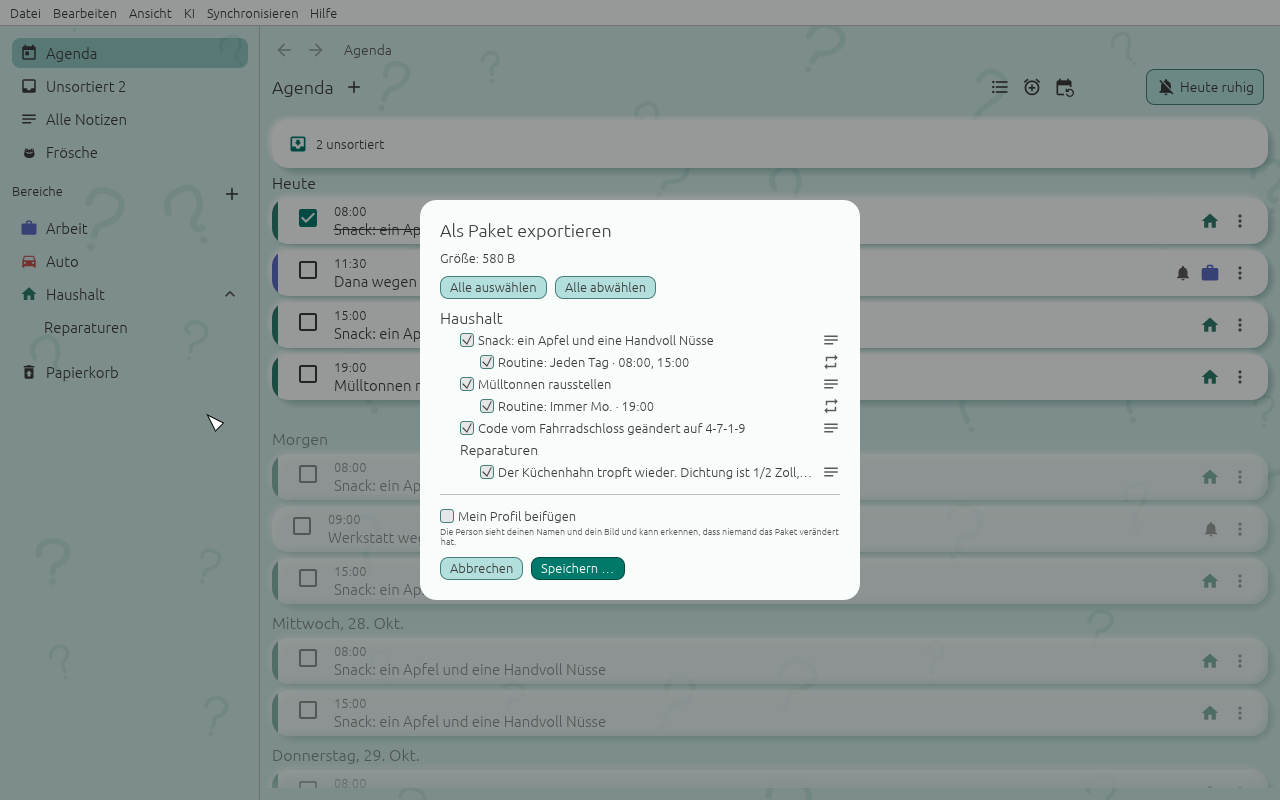 Datei Bearbeiten Ansicht KI Synchronisieren Hilfe
Agenda
Unsortiert 2
Alle Notizen
Frösche
Bereiche
Arbeit
Auto
Haushalt
Reparaturen
Papierkorb
Agenda
Agenda
Heute ruhig
2 unsortiert
Heute
08:00
Snack: ein Ap
11:30
Dana wegen
15:00
Snack: ein Ap
19:00
Mülltonnen r
Morgen
08:00
Snack: ein Ap
09:00
Werkstatt we
15:00
Snack: ein Ap
Mittwoch, 28. Okt.
08:00
Snack: ein Apfel und eine Handvoll Nüsse
15:00
Snack: ein Apfel und eine Handvoll Nüsse
Donnerstag, 29. Okt.
08:00
Als Paket exportieren
Größe: 580 B
Alle auswählen Alle abwählen
Haushalt
Snack: ein Apfel und eine Handvoll Nüsse
Routine: Jeden Tag · 08:00, 15:00
Mülltonnen rausstellen
Routine: Immer Mo. · 19:00
Code vom Fahrradschloss geändert auf 4-7-1-9
Reparaturen
Der Küchenhahn tropft wieder. Dichtung ist 1/2 Zoll,…
Mein Profil beifügen
Die Person sieht deinen Namen und dein Bild und kann erkennen, dass niemand das Paket verändert
hat.
Abbrechen Speichern …